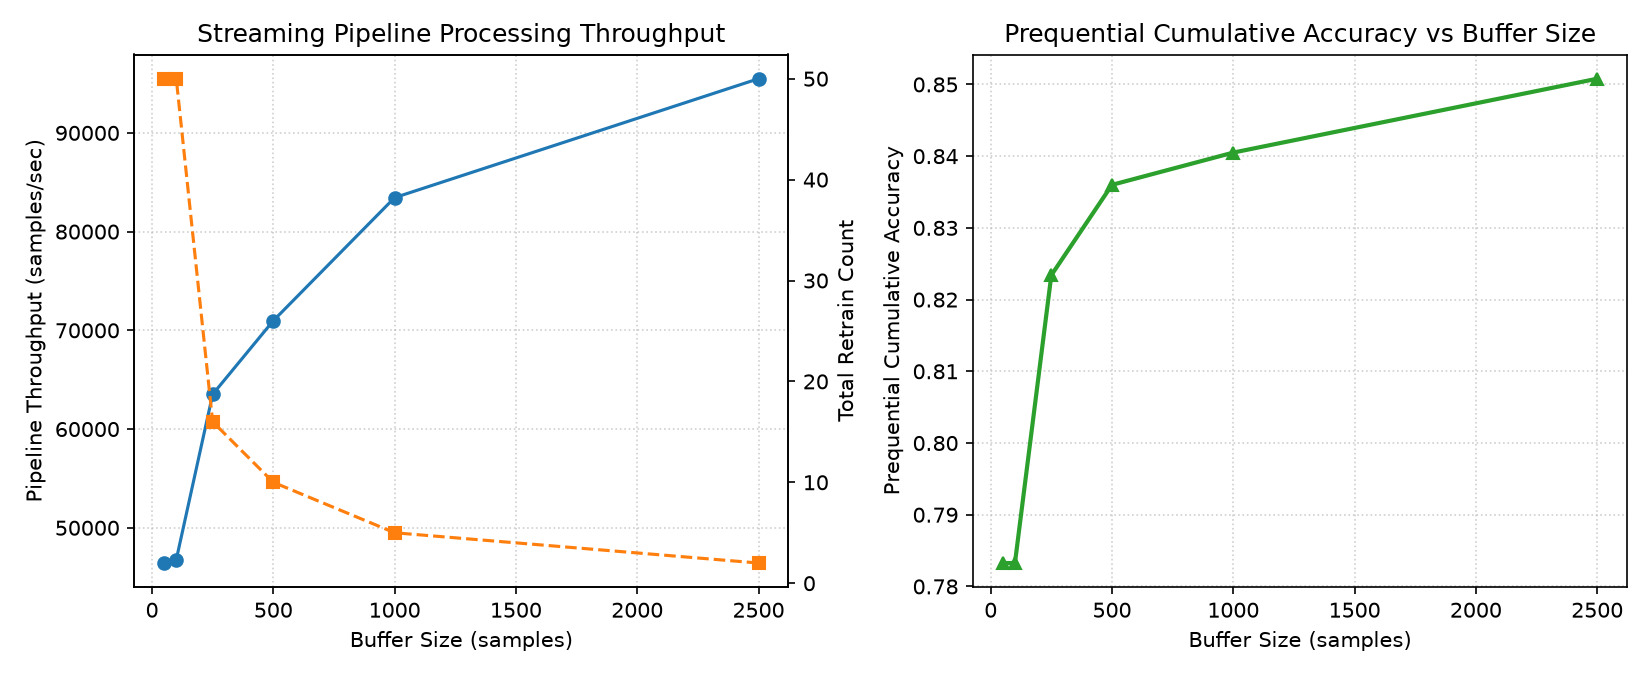 Streaming Pipeline Processing Throughput
Pipeline Throughput (samples/sec)
90000
80000
70000
60000
50000
50
40
30
20
10
0
Total Retrain Count
0 500 1000 1500 2000 2500
Buffer Size (samples)
Prequential Cumulative Accuracy vs Buffer Size
Prequential Cumulative Accuracy
0.85
0.84
0.83
0.82
0.81
0.80
0.79
0.78
0 500 1000 1500 2000 2500
Buffer Size (samples)